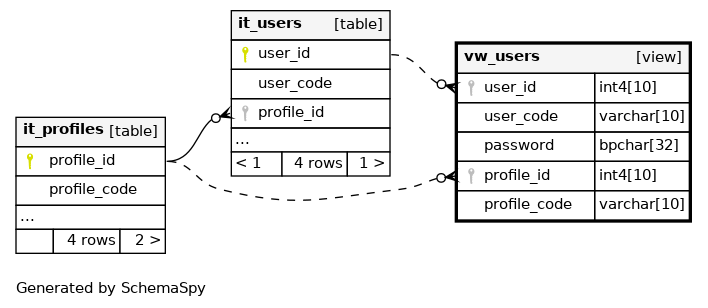 it_users [table]
user_id
user_code
profile_id
...
< 1 4 rows 1 >
vw_users [view]
user_id int4[10]
user_code varchar[10]
password bpchar[32]
profile_id int4[10]
profile_code varchar[10]
it_profiles [table]
profile_id
profile_code
...
4 rows 2 >
Generated by SchemaSpy